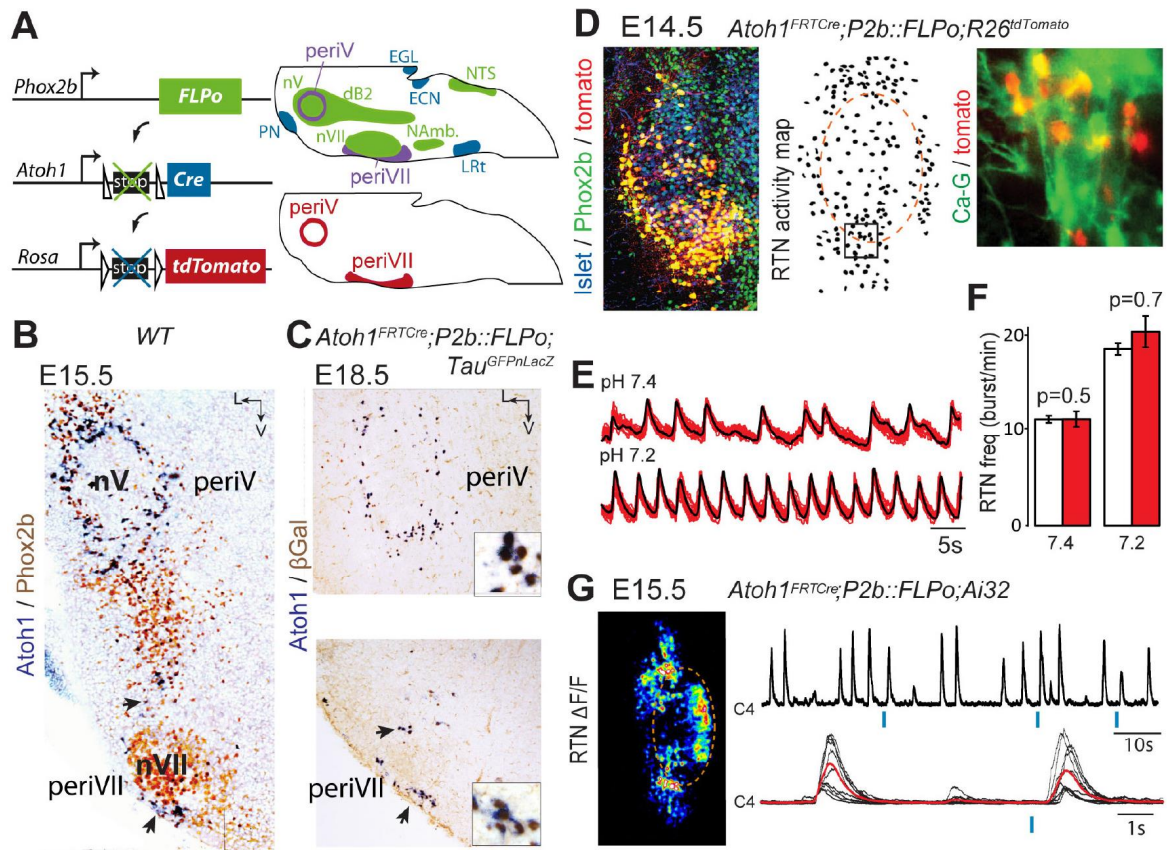 A
Phox2b
FLPo
Atoh1
stop
Cre
Rosa
stop
tdTomato
periV
nV
dB2
EGL
ECN
NTS
PN
nVII
NAmb.
LRt
periVII
periV
periVII
B
WT
E15.5
L
V
nV
periV
nVII
periVII
Atoh1 / Phox2b
C
Atoh1FRTCre;P2b::FLPo;
TauGFPnLacZ
E18.5
L
V
periV
periVII
Atoh1 / βGal
D E14.5 Atoh1FRTCre;P2b::FLPo;R26tdTomato
Islet / Phox2b / tomato
RTN activity map
Ca-G / tomato
E
pH 7.4
pH 7.2
5s
F
RTN freq (burst/min)
20
10
0
p=0.5
p=0.7
7.4 7.2
G E15.5 Atoh1FRTCre;P2b::FLPo;Ai32
RTN ΔF/F
C4
10s
C4
1s